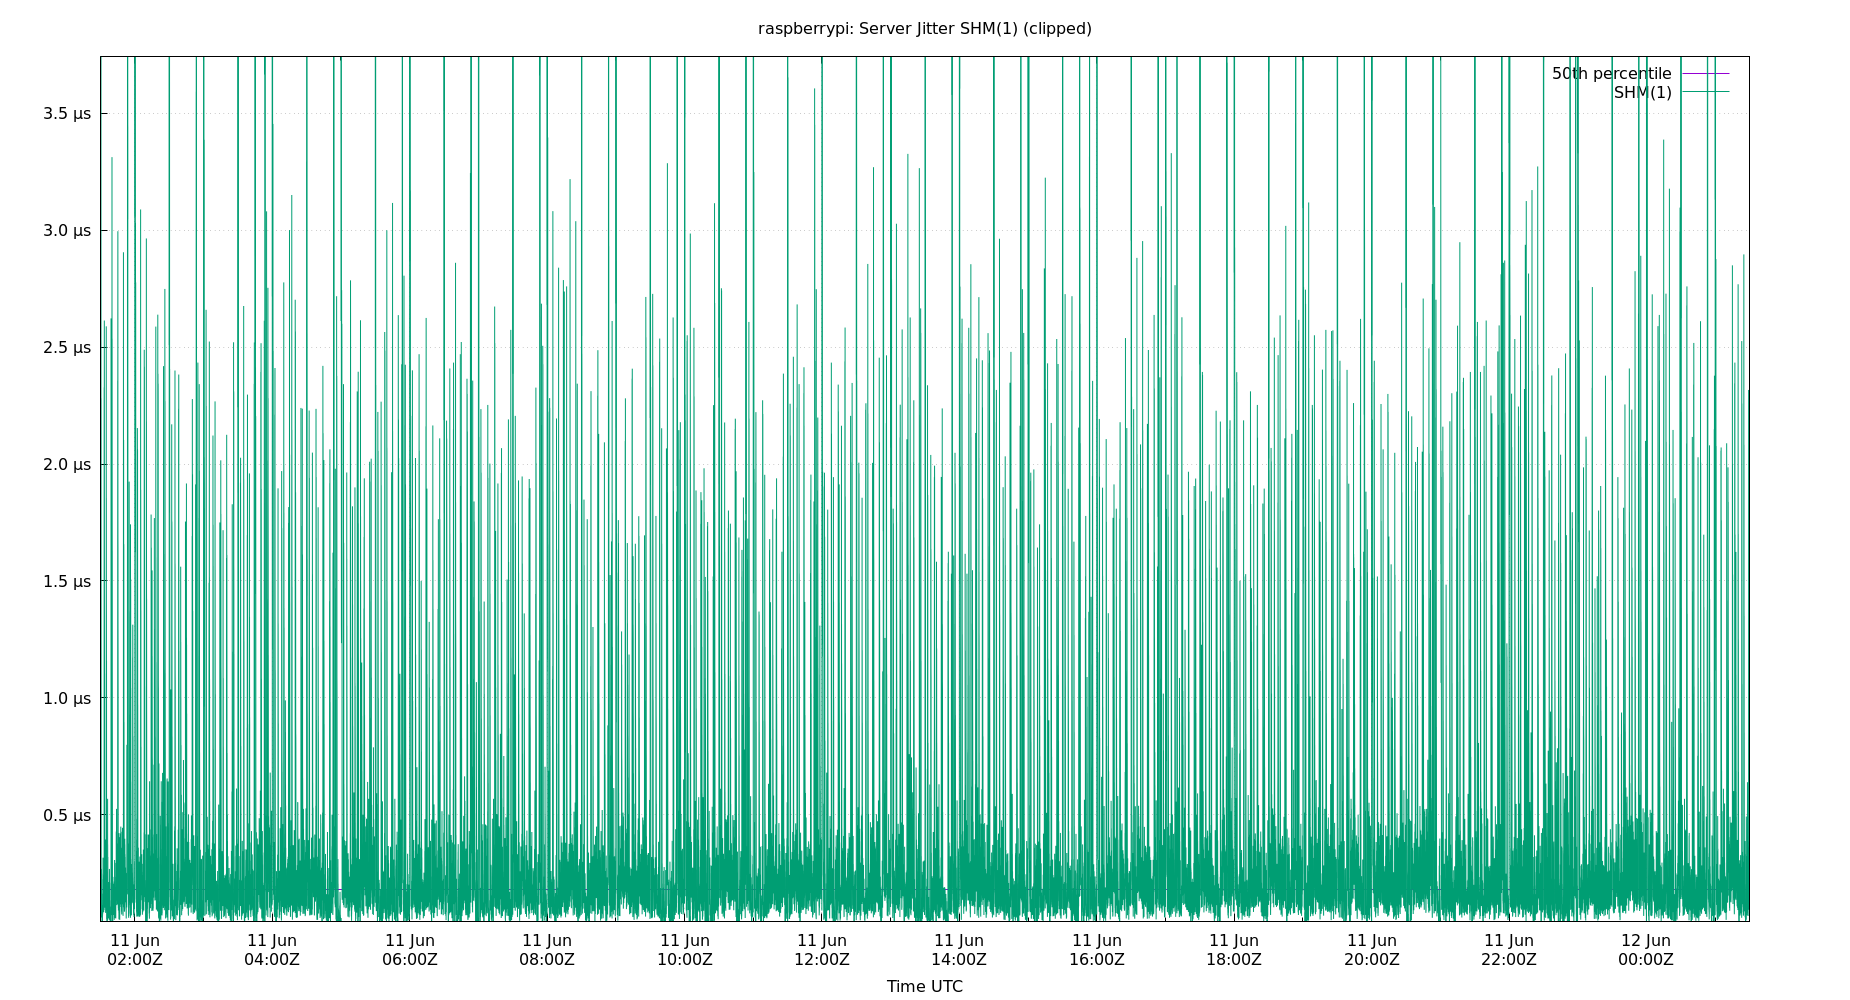 raspberrypi: Server Jitter SHM(1) (clipped)
50th percentile
SHM(1)
3.5 µs
3.0 µs
2.5 µs
2.0 µs
1.5 µs
1.0 µs
0.5 µs
11 Jun 11 Jun 11 Jun 11 Jun 11 Jun 11 Jun 11 Jun 11 Jun 11 Jun 11 Jun 11 Jun 12 Jun
02:00Z 04:00Z 06:00Z 08:00Z 10:00Z 12:00Z 14:00Z 16:00Z 18:00Z 20:00Z 22:00Z 00:00Z
Time UTC